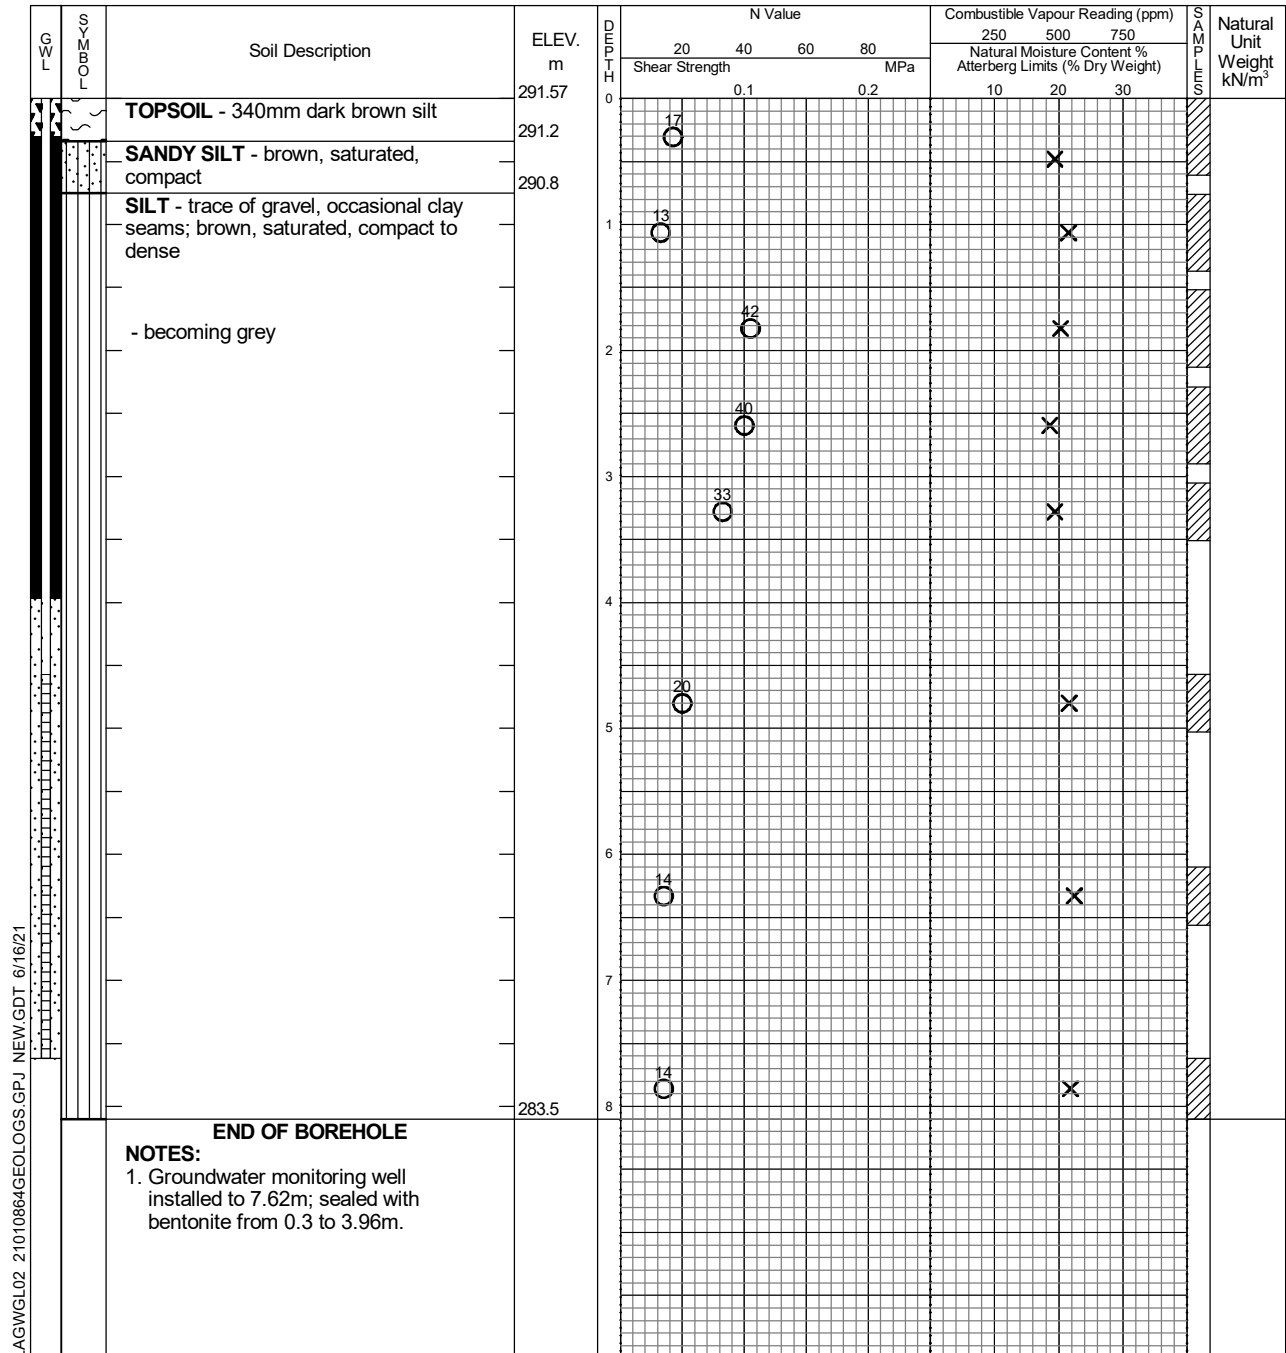 GWL
SYMBOL
Soil Description
ELEV.
m
DEPTH
N Value
20 40 60 80
Shear Strength MPa
0.1 0.2
Combustible Vapour Reading (ppm)
250 500 750
Natural Moisture Content %
Atterberg Limits (% Dry Weight)
10 20 30
SAMPLES
Natural
Unit
Weight
kN/m³
291.57
0
TOPSOIL - 340mm dark brown silt
17
291.2
SANDY SILT - brown, saturated,
compact
290.8
SILT - trace of gravel, occasional clay
seams; brown, saturated, compact to
dense
13
1
42
- becoming grey
2
40
3
33
4
20
5
6
14
7
14
8
283.5
END OF BOREHOLE
NOTES:
1. Groundwater monitoring well
installed to 7.62m; sealed with
bentonite from 0.3 to 3.96m.
AGWGL02 21010864GEOLOGS.GPJ NEW.GDT 6/16/21